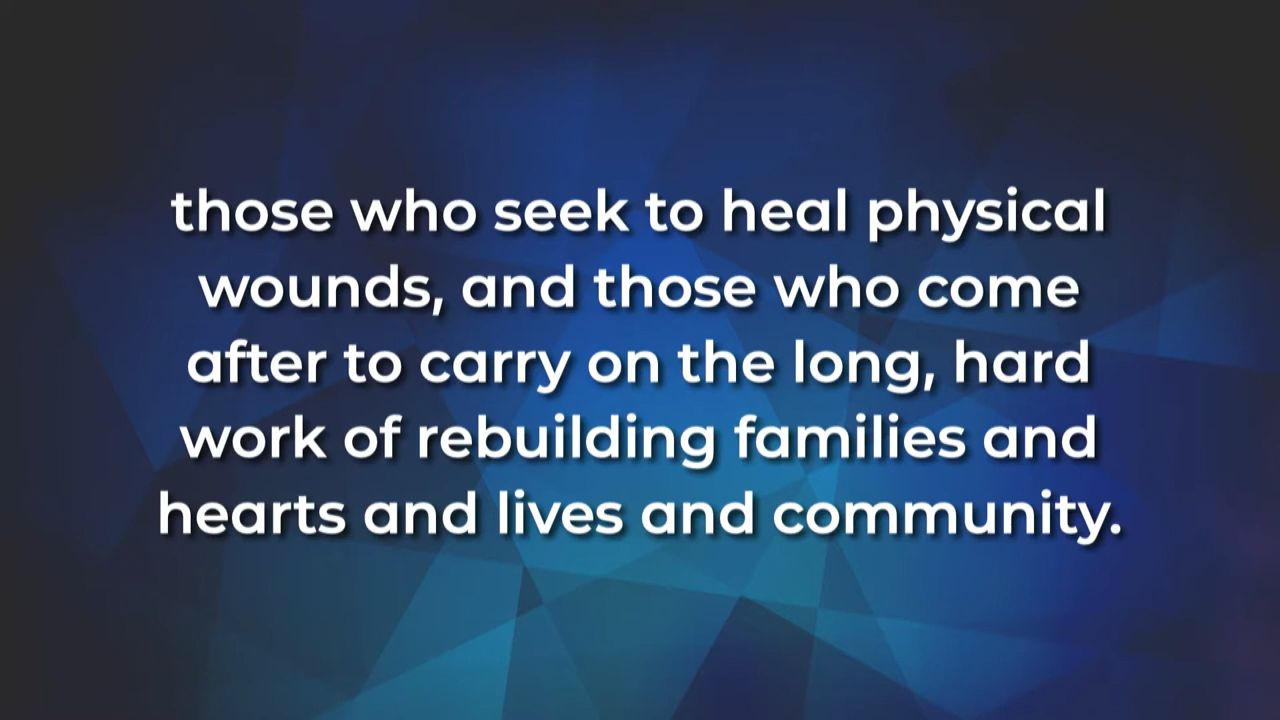 those who seek to heal physical
wounds, and those who come
after to carry on the long, hard
work of rebuilding families and
hearts and lives and community.